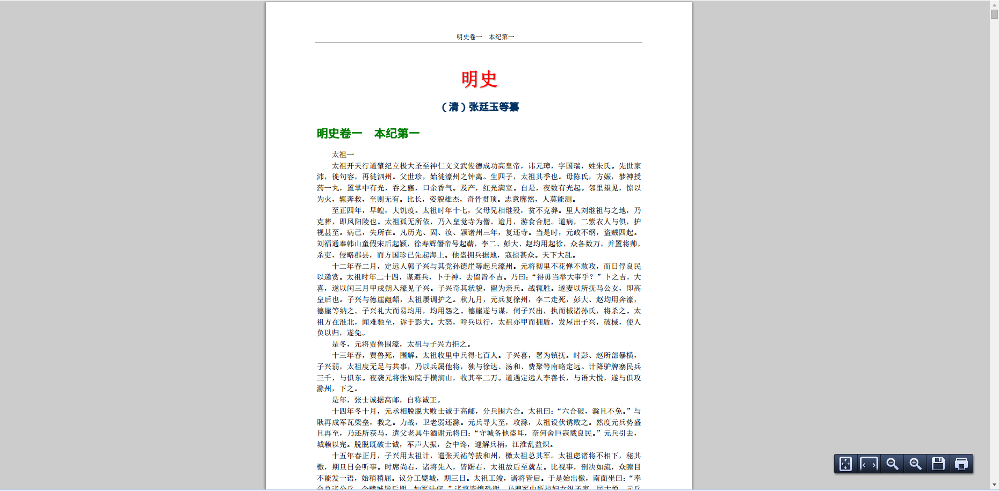 明史卷一　本纪第一
明史
（清）张廷玉等纂
明史卷一　本纪第一
太祖一
太祖开天行道肇纪立极大圣至神仁文义武俊德成功高皇帝，讳元璋，字国瑞，姓朱氏。先世家
沛，徙句容，再徙泗州。父世珍，始徙濠州之钟离。生四子，太祖其季也。母陈氏，方娠，梦神授
药一丸，置掌中有光，吞之寤，口余香气。及产，红光满室。自是，夜数有光起。邻里望见，惊以
为火，辄奔救，至则无有。比长，姿貌雄杰，奇骨贯顶。志意廓然，人莫能测。
至正四年，旱蝗，大饥疫。太祖时年十七，父母兄相继殁，贫不克葬。里人刘继祖与之地，乃
克葬，即凤阳陵也。太祖孤无所依，乃入皇觉寺为僧。逾月，游食合肥。道病，二紫衣人与俱，护
视甚至。病已，失所在。凡历光、固、汝、颍诸州三年，复还寺。当是时，元政不纲，盗贼四起。
刘福通奉韩山童假宋后起颍，徐寿辉僭帝号起蕲，李二、彭大、赵均用起徐，众各数万，并置将帅，
杀吏，侵略郡县，而方国珍已先起海上。他盗拥兵据地，寇掠甚众。天下大乱。
十二年春二月，定远人郭子兴与其党孙德崖等起兵濠州。元将彻里不花惮不敢攻，而日俘良民
以邀赏。太祖时年二十四，谋避兵，卜于神，去留皆不吉。乃曰：“得毋当举大事乎？”卜之吉，大
喜，遂以闰三月甲戌朔入濠见子兴。子兴奇其状貌，留为亲兵。战辄胜。遂妻以所抚马公女，即高
皇后也。子兴与德崖龃龉，太祖屡调护之。秋九月，元兵复徐州，李二走死，彭大、赵均用奔濠，
德崖等纳之。子兴礼大而易均用，均用怨之。德崖遂与谋，伺子兴出，执而械诸孙氏，将杀之。太
祖方在淮北，闻难驰至，诉于彭大。大怒，呼兵以行，太祖亦甲而拥盾，发屋出子兴，破械，使人
负以归，遂免。
是冬，元将贾鲁围濠，太祖与子兴力拒之。
十三年春，贾鲁死，围解。太祖收里中兵得七百人。子兴喜，署为镇抚。时彭、赵所部暴横，
子兴弱，太祖度无足与共事，乃以兵属他将，独与徐达、汤和、费聚等南略定远。计降驴牌寨民兵
三千，与俱东。夜袭元将张知院于横涧山，收其卒二万。道遇定远人李善长，与语大悦，遂与俱攻
滁州，下之。
是年，张士诚据高邮，自称诚王。
十四年冬十月，元丞相脱脱大败士诚于高邮，分兵围六合。太祖曰：“六合破，滁且不免。”与
耿再成军瓦梁垒，救之。力战，卫老弱还滁。元兵寻大至，攻滁，太祖设伏诱败之。然度元兵势盛
且再至，乃还所获马，遣父老具牛酒谢元将曰：“守城备他盗耳，奈何舍巨寇戮良民。”元兵引去，
城赖以完。脱脱既破士诚，军声大振，会中谗，遽解兵柄，江淮乱益炽。
十五年春正月，子兴用太祖计，遣张天祐等拔和州，檄太祖总其军。太祖虑诸将不相下，秘其
檄，期旦日会听事。时席尚右，诸将先入，皆踞右，太祖故后至就左。比视事，剖决如流，众瞠目
不能发一语，始稍稍屈。议分工甓城，期三日。太祖工竣，诸将皆后。于是始出檄，南面坐曰：“奉
命总诸公兵，今甓城皆后期，如军法何。”诸将皆惶恐谢。乃搜军中所掠妇女纵还家，民大悦。元兵